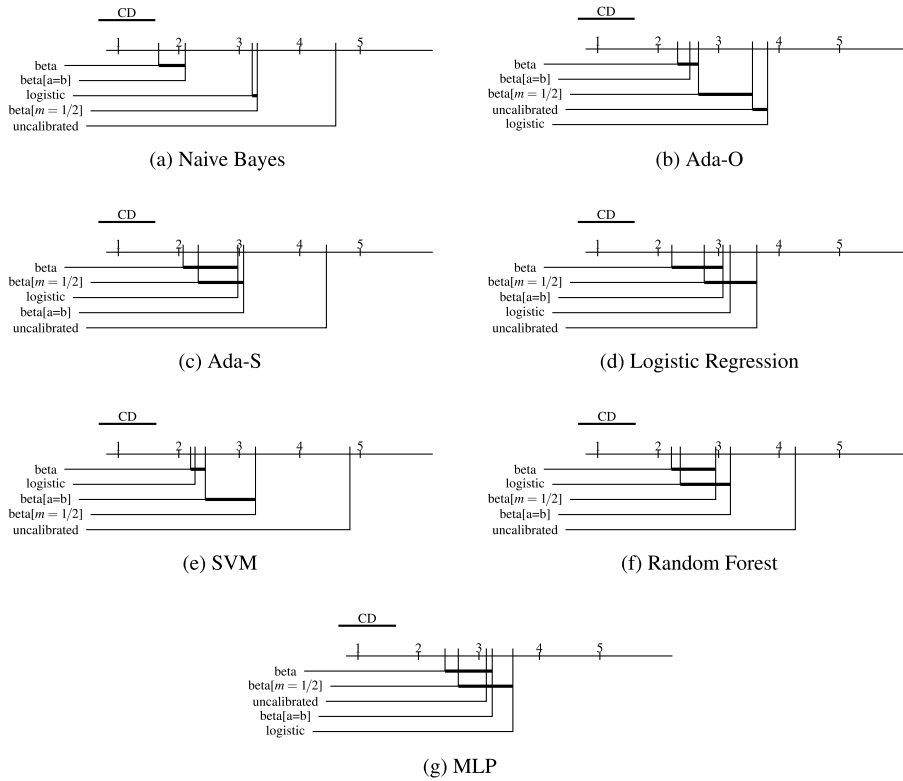 CD
1 2 3 4 5
beta
beta[a=b]
logistic
beta[m = 1/2]
uncalibrated
(a) Naive Bayes
CD
1 2 3 4 5
beta
beta[a=b]
beta[m = 1/2]
uncalibrated
logistic
(b) Ada-O
CD
1 2 3 4 5
beta
beta[m = 1/2]
logistic
beta[a=b]
uncalibrated
(c) Ada-S
CD
1 2 3 4 5
beta
beta[m = 1/2]
beta[a=b]
logistic
uncalibrated
(d) Logistic Regression
CD
1 2 3 4 5
beta
logistic
beta[a=b]
beta[m = 1/2]
uncalibrated
(e) SVM
CD
1 2 3 4 5
beta
logistic
beta[m = 1/2]
beta[a=b]
uncalibrated
(f) Random Forest
CD
1 2 3 4 5
beta
beta[m = 1/2]
uncalibrated
beta[a=b]
logistic
(g) MLP